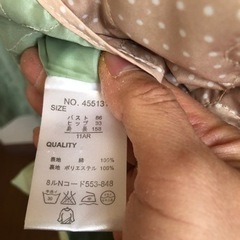 NO. 45513
SIZE
バスト 86
ヒップ 93
身長 158
11AR
QUALITY
表地 綿 100%
裏地 ポリエステル 100%
8ルNコード553-848